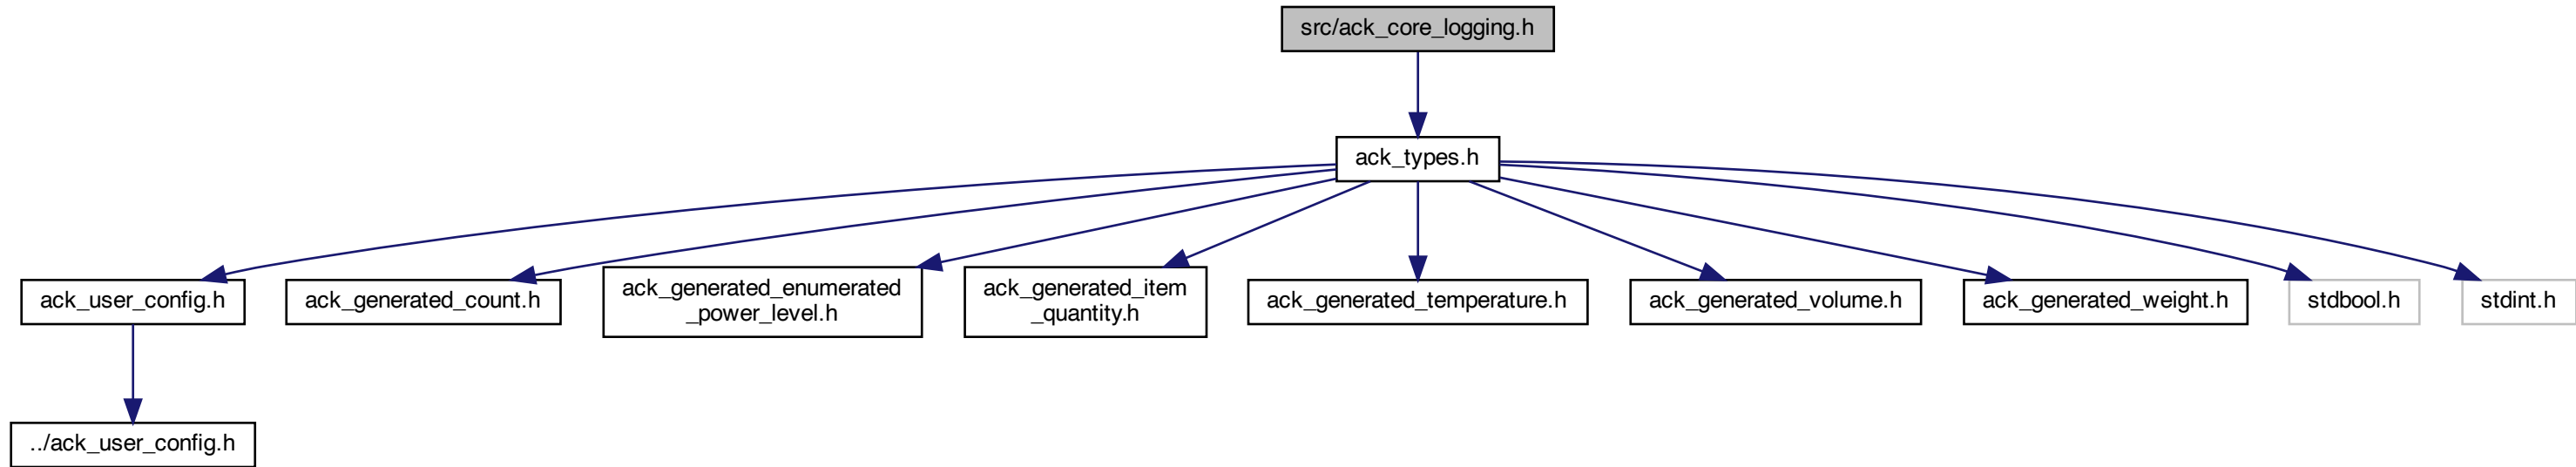 src/ack_core_logging.h
ack_types.h
ack_user_config.h
ack_generated_count.h
ack_generated_enumerated
_power_level.h
ack_generated_item
_quantity.h
ack_generated_temperature.h
ack_generated_volume.h
ack_generated_weight.h
stdbool.h
stdint.h
../ack_user_config.h